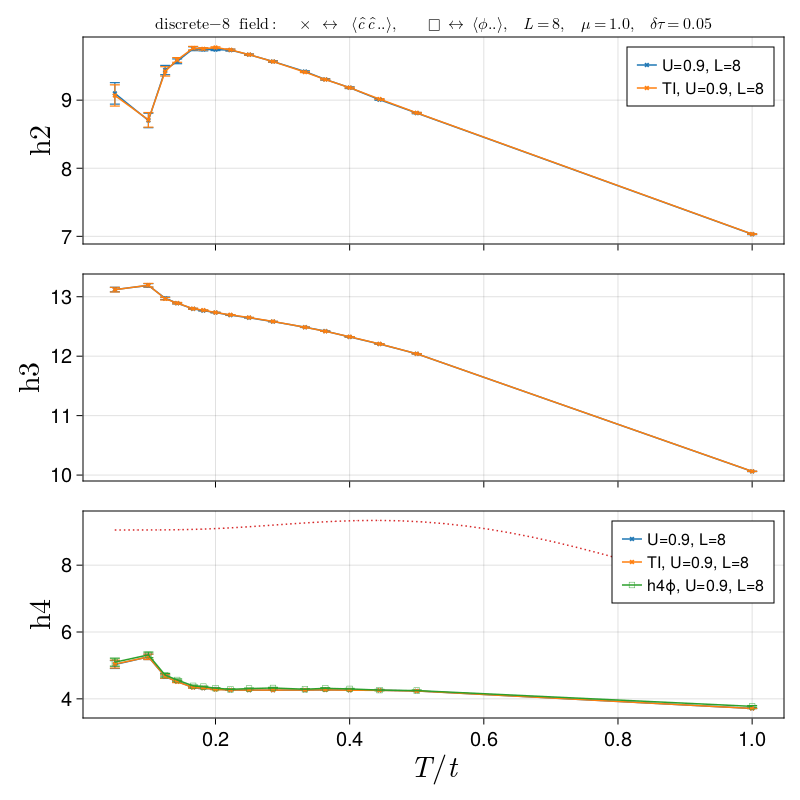 discrete−8 field : × ↔ ⟨ĉ ĉ..⟩, □ ↔ ⟨ϕ..⟩, L = 8, μ = 1.0, δτ = 0.05
h2
9
8
7
U=0.9, L=8
TI, U=0.9, L=8
h3
13
12
11
10
h4
8
6
4
U=0.9, L=8
TI, U=0.9, L=8
h4ϕ, U=0.9, L=8
0.2 0.4 0.6 0.8 1.0
T/t